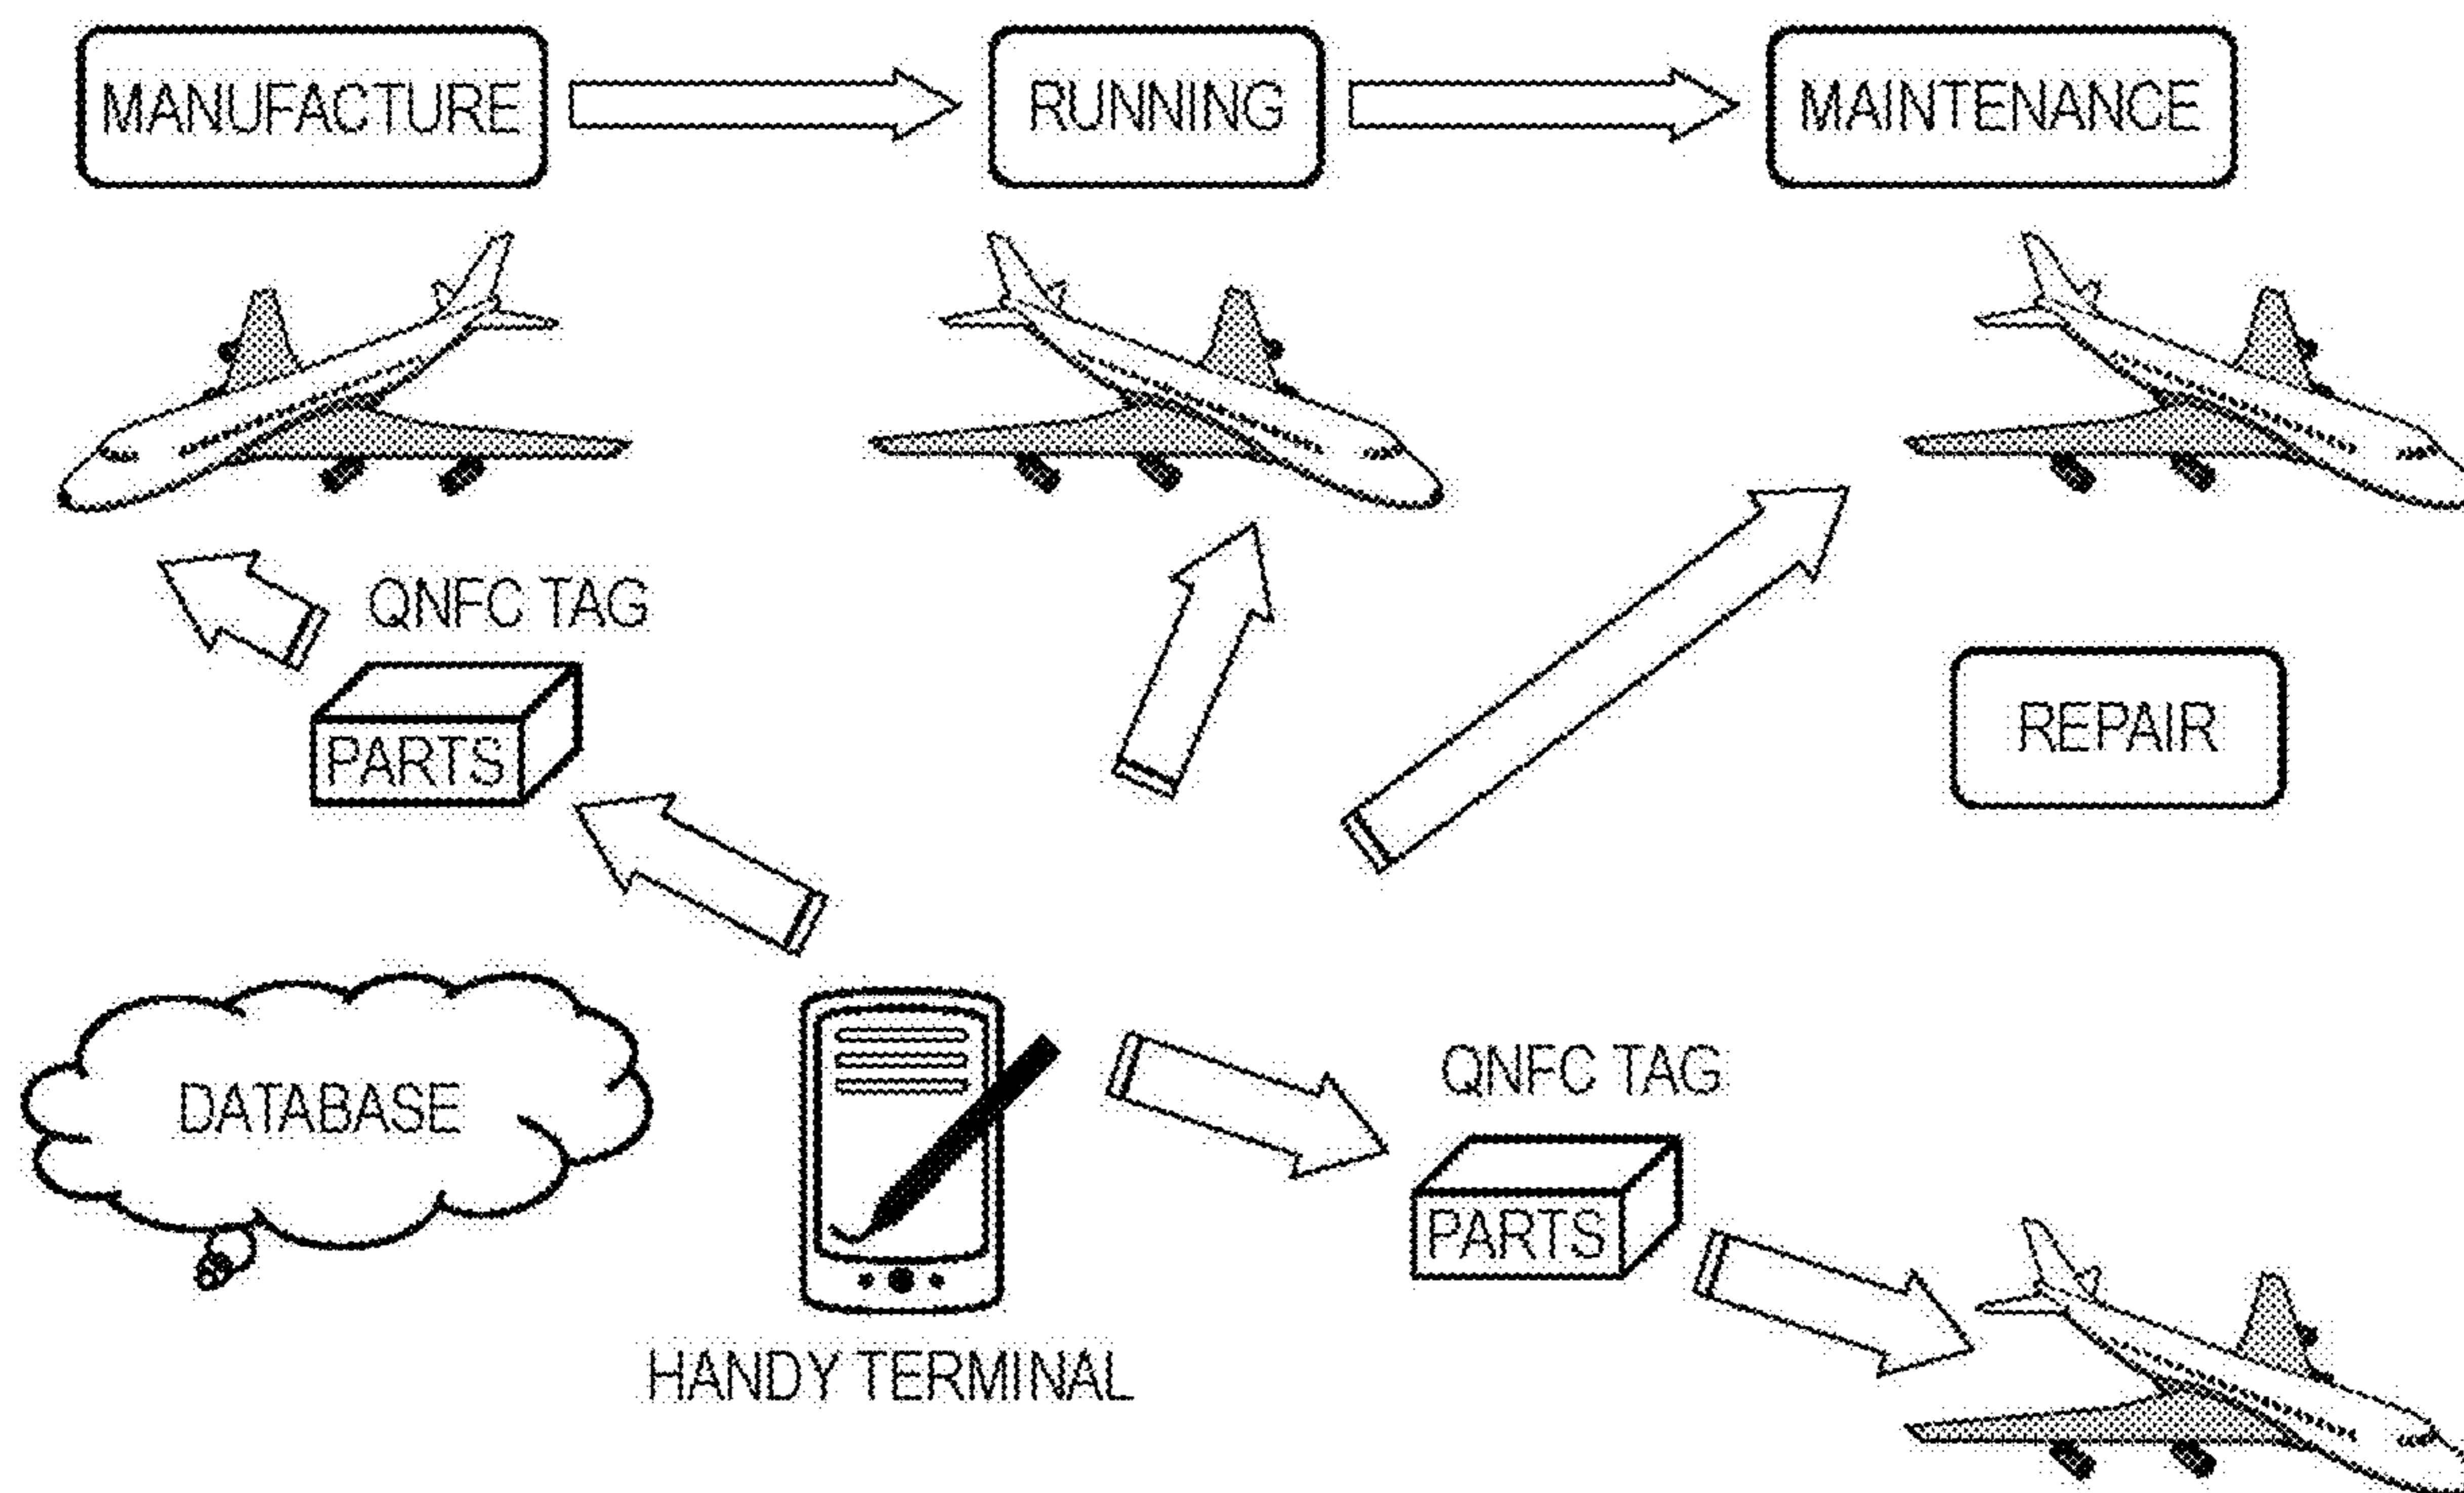 MANUFACTURE
RUNNING
MAINTENANCE
QNFC TAG
PARTS
REPAIR
DATABASE
QNFC TAG
PARTS
HANDY TERMINAL